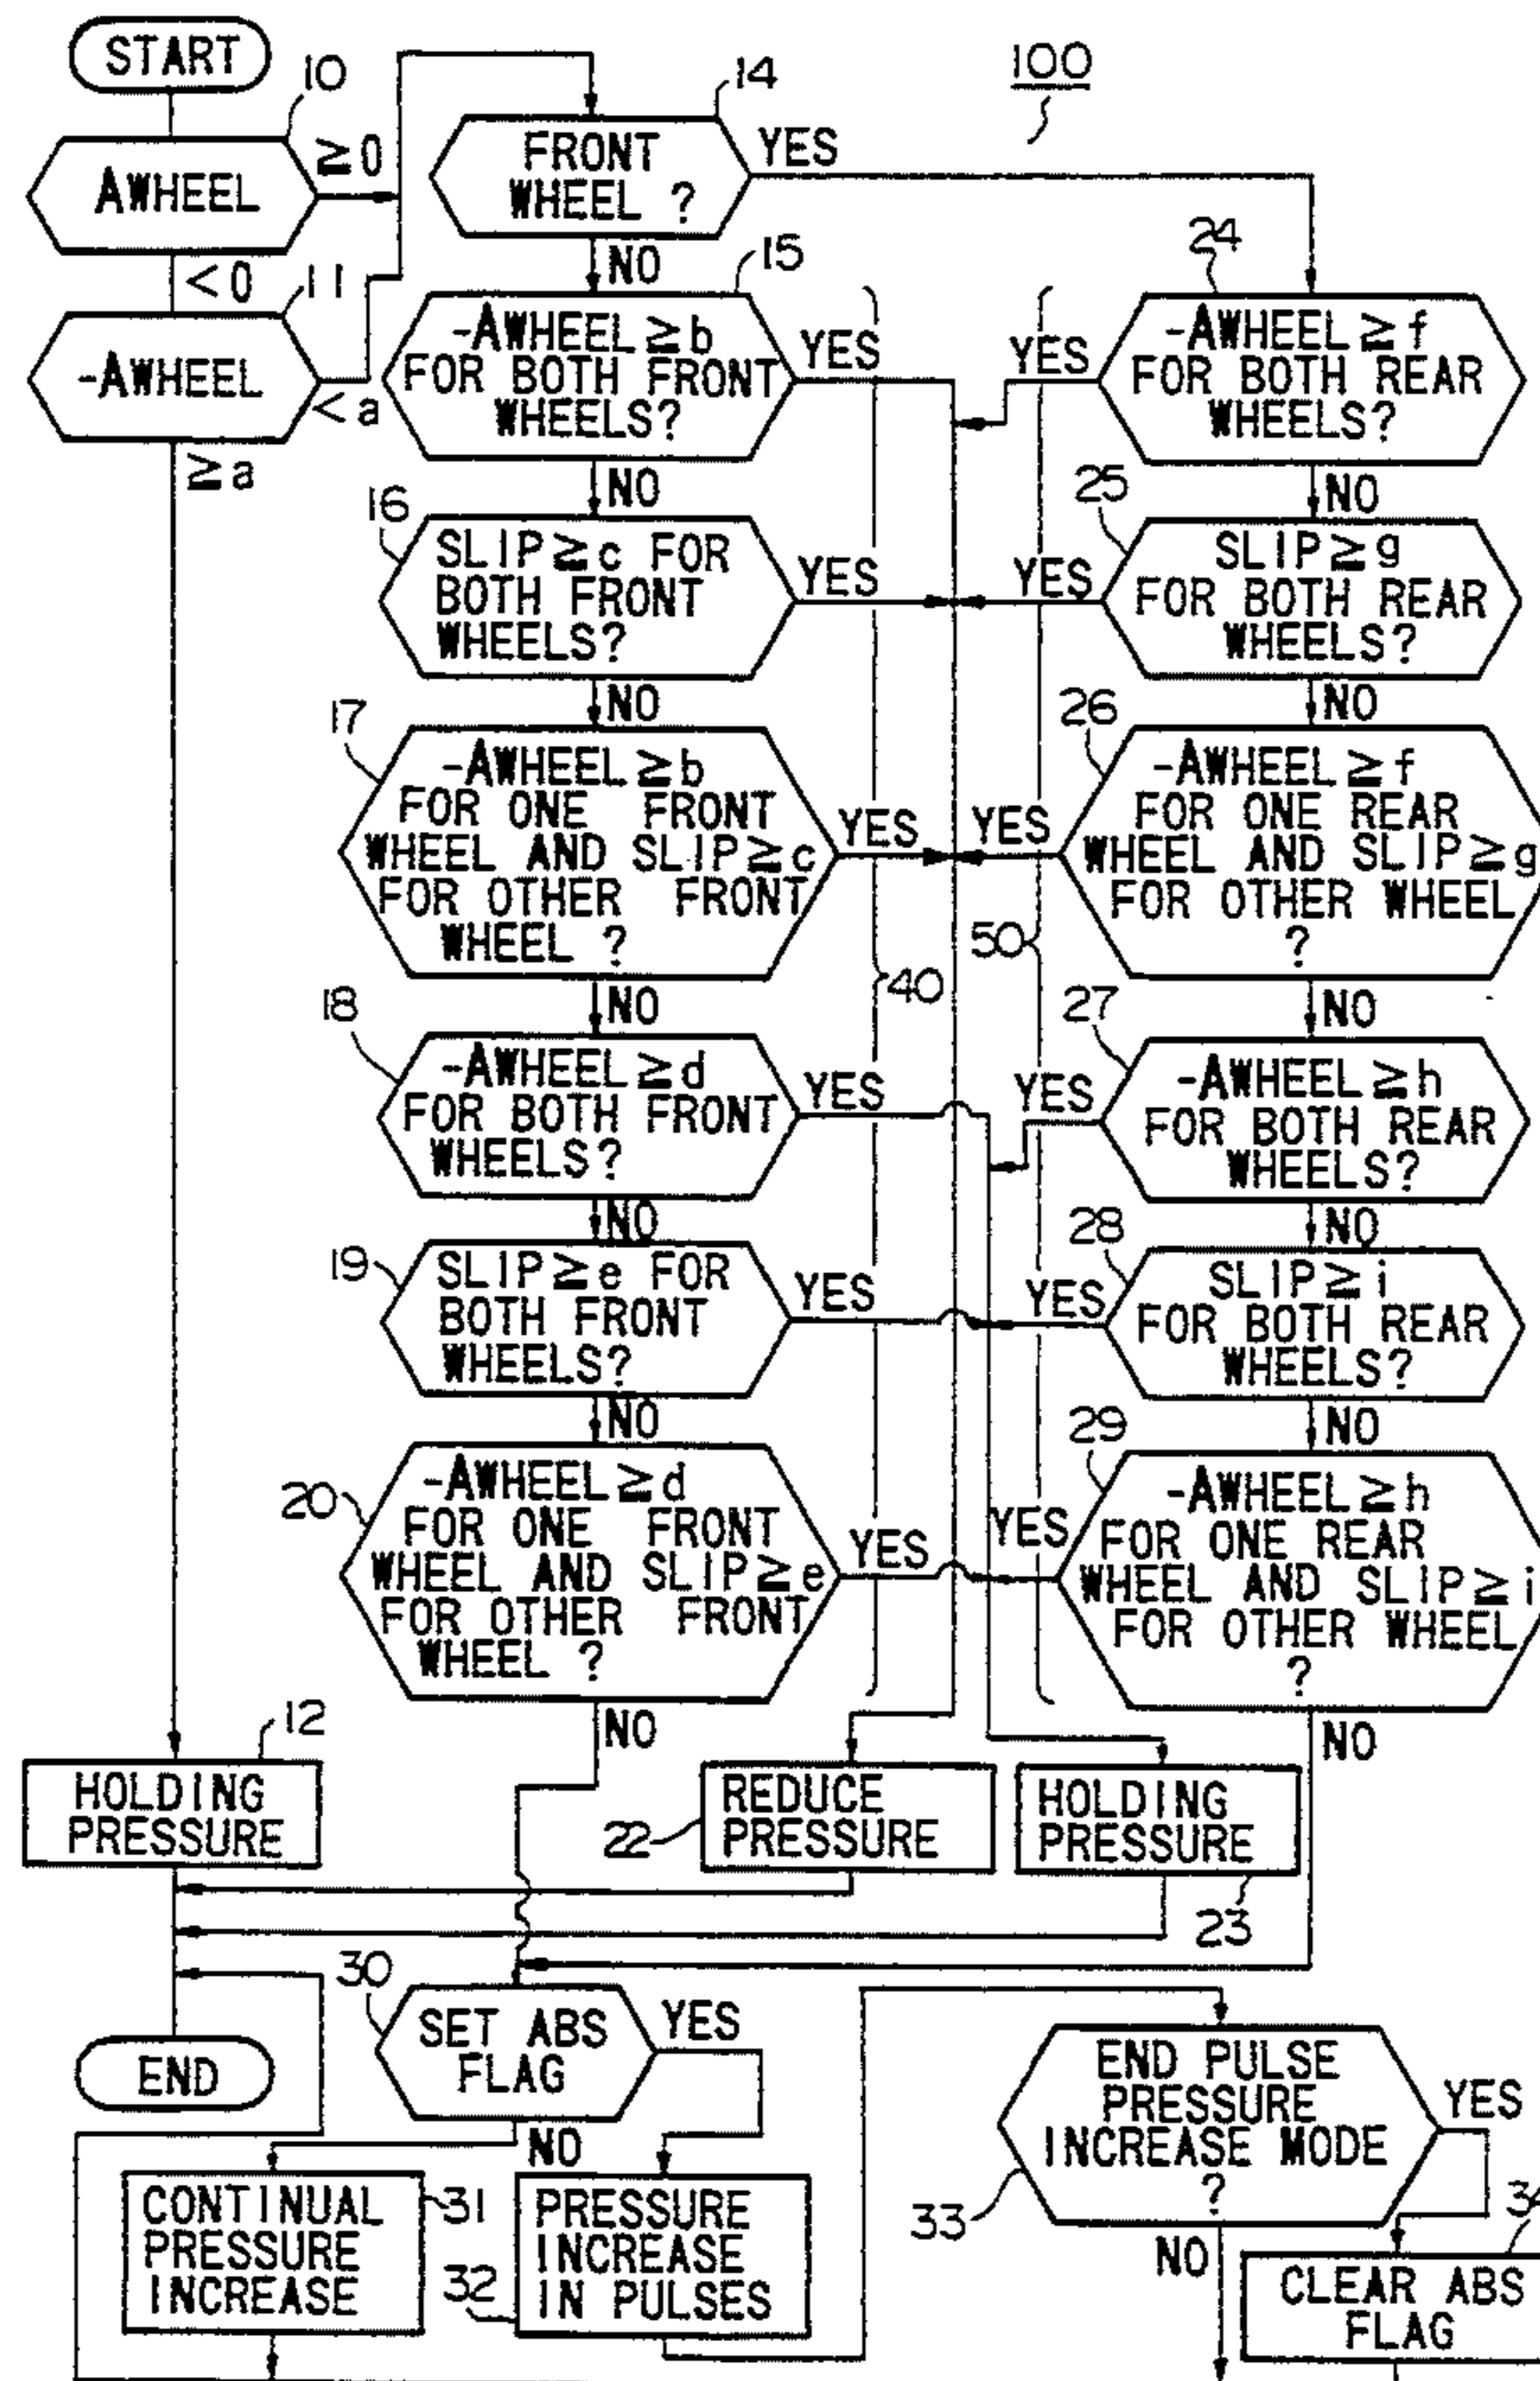 START
10
AWHEEL
≧0
<0
11
-AWHEEL
<a
≧a
100
14
FRONT
WHEEL ?
YES
NO
15
-AWHEEL≧b
FOR BOTH FRONT
WHEELS?
YES
NO
16
SLIP≧c FOR
BOTH FRONT
WHEELS?
YES
NO
17
-AWHEEL≧b
FOR ONE FRONT
WHEEL AND SLIP≧c
FOR OTHER FRONT
WHEEL ?
YES
NO
40
18
-AWHEEL≧d
FOR BOTH FRONT
WHEELS?
YES
NO
19
SLIP≧e FOR
BOTH FRONT
WHEELS?
YES
NO
20
-AWHEEL≧d
FOR ONE FRONT
WHEEL AND SLIP≧e
FOR OTHER FRONT
WHEEL ?
YES
NO
24
-AWHEEL≧f
FOR BOTH REAR
WHEELS?
YES
NO
25
SLIP≧g
FOR BOTH REAR
WHEELS?
YES
NO
26
-AWHEEL≧f
FOR ONE REAR
WHEEL AND SLIP≧g
FOR OTHER WHEEL
?
YES
NO
50
27
-AWHEEL≧h
FOR BOTH REAR
WHEELS?
YES
NO
28
SLIP≧i
FOR BOTH REAR
WHEELS?
YES
NO
29
-AWHEEL≧h
FOR ONE REAR
WHEEL AND SLIP≧i
FOR OTHER WHEEL
?
YES
NO
12
HOLDING
PRESSURE
22
REDUCE
PRESSURE
HOLDING
PRESSURE
23
END
30
SET ABS
FLAG
YES
NO
CONTINUAL
PRESSURE
INCREASE
31
32
PRESSURE
INCREASE
IN PULSES
END PULSE
PRESSURE
INCREASE MODE
?
YES
33
NO
34
CLEAR ABS
FLAG